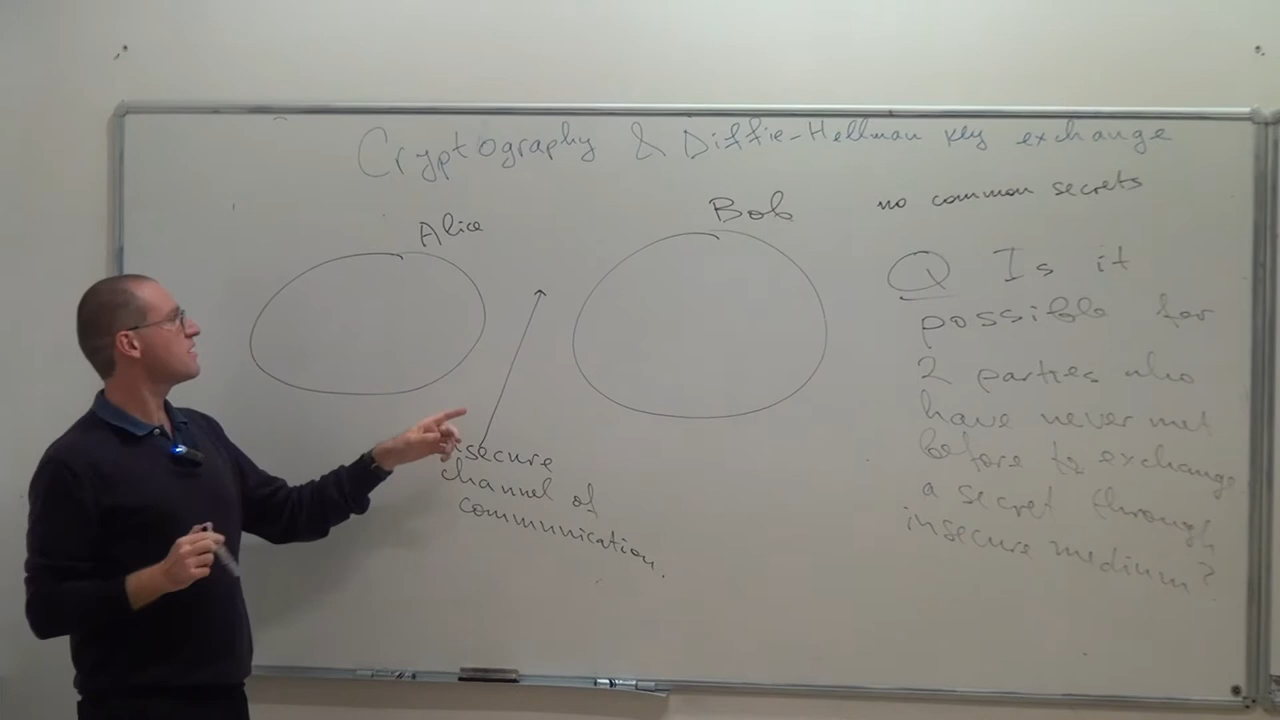 Cryptography & Diffie-Hellman key exchange
no common secrets
Alice
Bob
Q Is it
possible for
2 parties who
have never met
before to exchange
a secret through
insecure medium?
nsecure
channel of
communication.